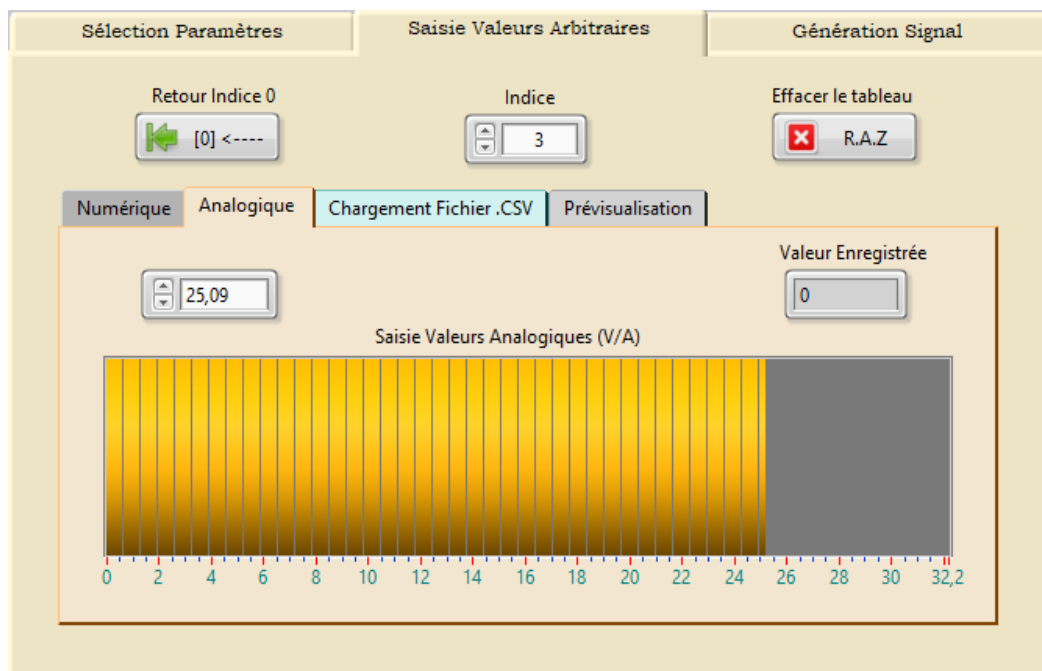 Sélection Paramètres Saisie Valeurs Arbitraires Génération Signal
Retour Indice 0 Indice Effacer le tableau
[0] <---- 3 R.A.Z
Numérique Analogique Chargement Fichier .CSV Prévisualisation
Valeur Enregistrée
25,09 0
Saisie Valeurs Analogiques (V/A)
0 2 4 6 8 10 12 14 16 18 20 22 24 26 28 30 32,2